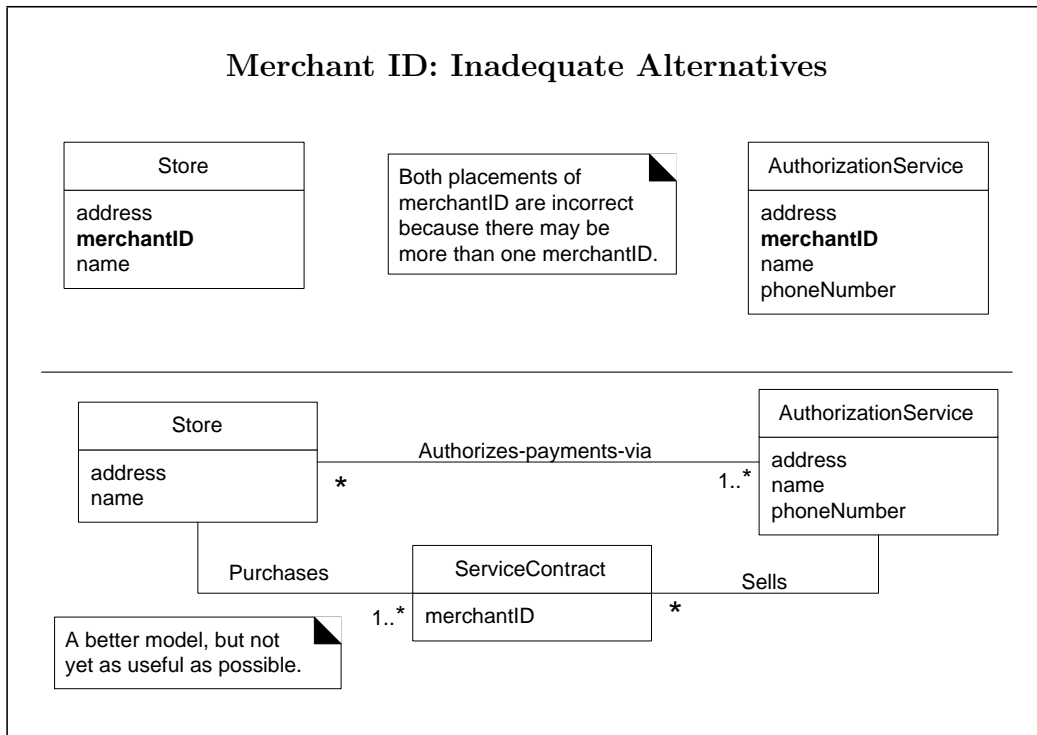 Merchant ID: Inadequate Alternatives
Store
address
merchantID
name
Both placements of
merchantID are incorrect
because there may be
more than one merchantID.
AuthorizationService
address
merchantID
name
phoneNumber
Store
address
name
Authorizes-payments-via
*
1..*
AuthorizationService
address
name
phoneNumber
Purchases
1..*
ServiceContract
merchantID
Sells
*
A better model, but not
yet as useful as possible.